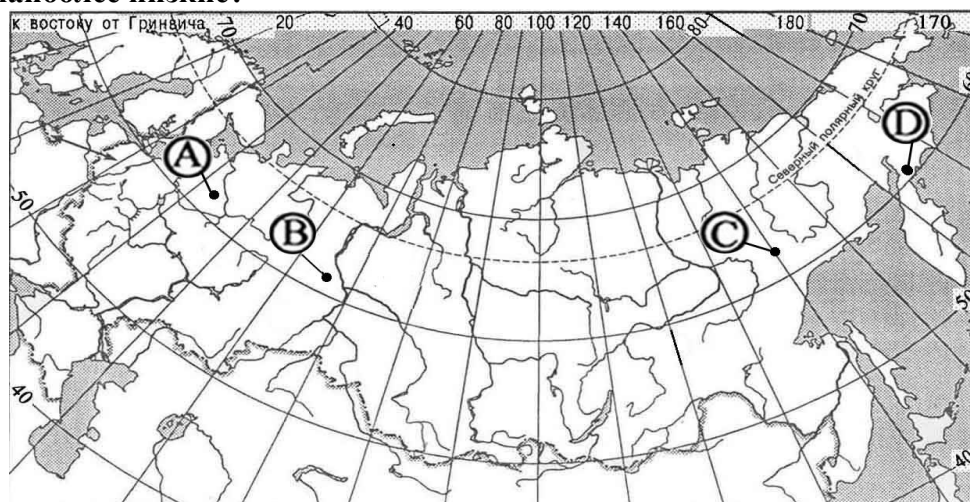 наиболее низкие?
к востоку от Гринвича 70 20 40 60 80 100 120 140 160 80 180 70 170
Северный полярный круг
A
B
C
D
50
40
50
40